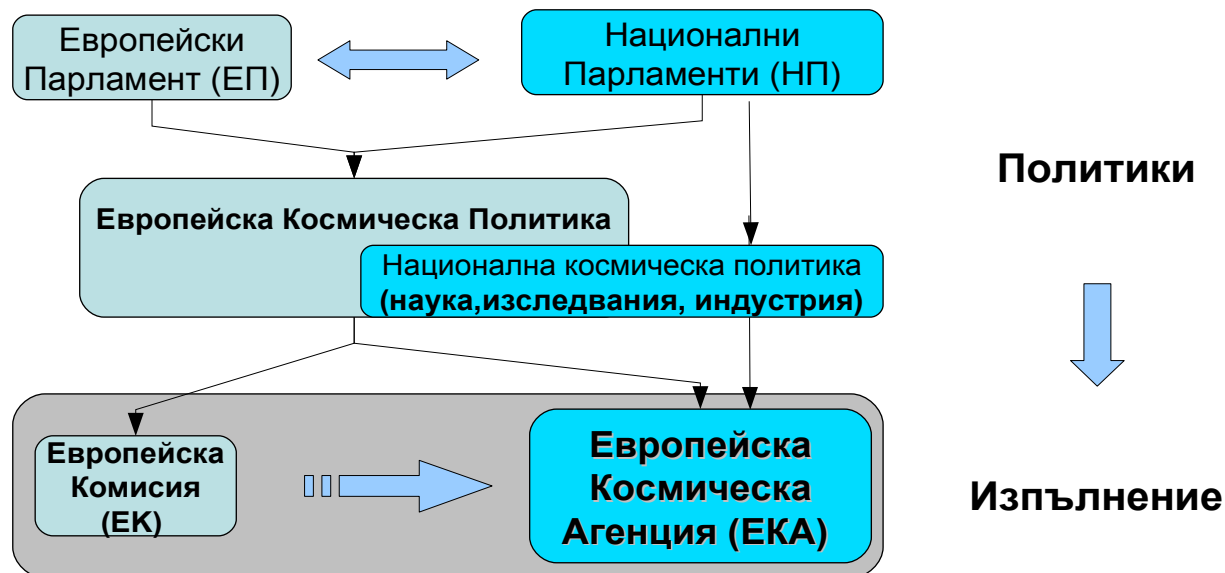 Европейски
Парламент (ЕП)
Национални
Парламенти (НП)
Политики
Европейска Космическа Политика
Национална космическа политика
(наука,изследвания, индустрия)
Европейска
Комисия
(ЕК)
Европейска
Космическа
Агенция (ЕКА)
Изпълнение